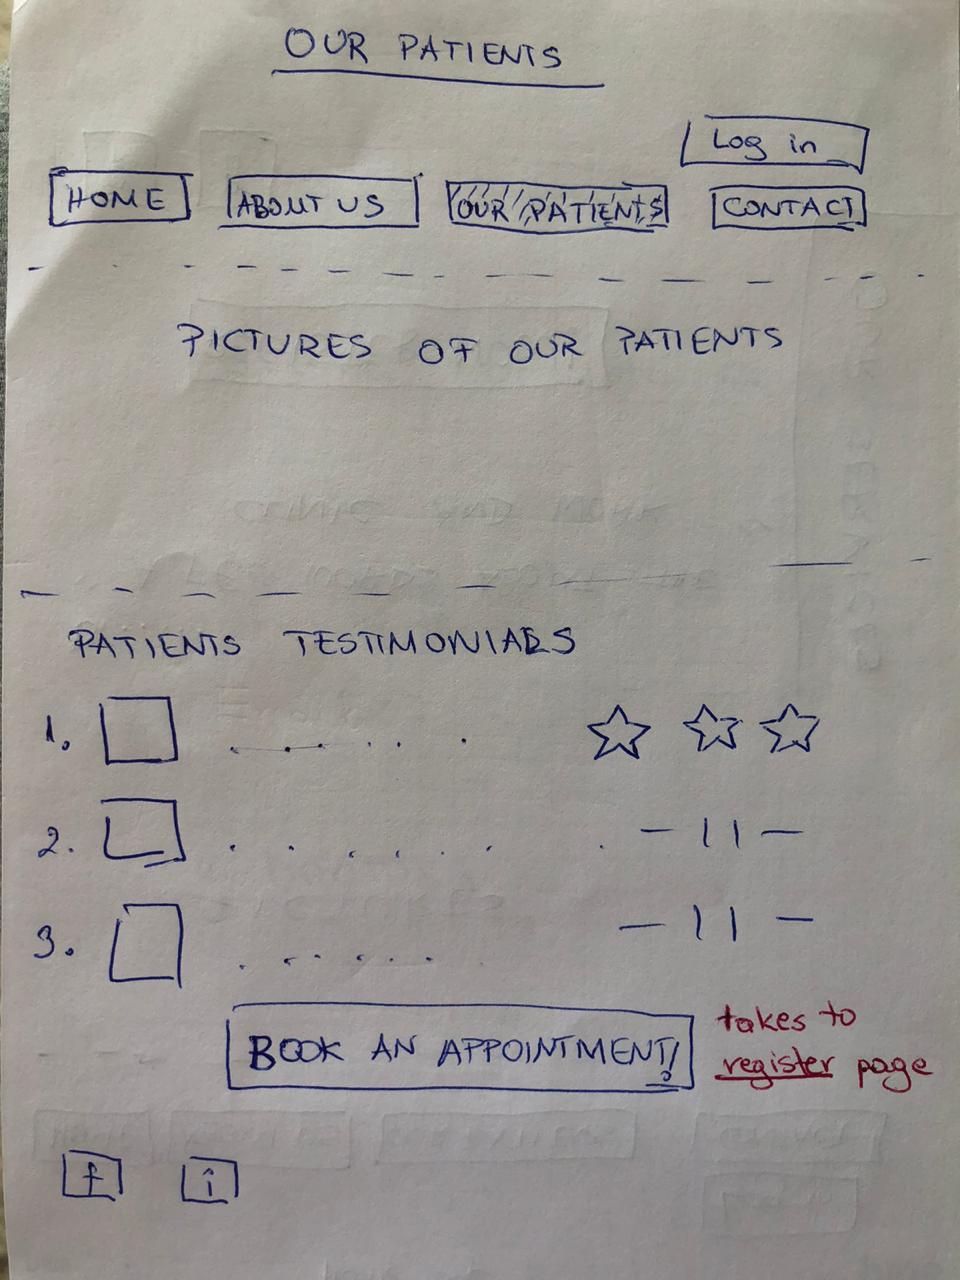 OUR PATIENTS
Log in
HOME ABOUT US OUR PATIENTS CONTACT
PICTURES OF OUR PATIENTS
PATIENTS TESTIMONIALS
1.
2. - 11 -
3. - 11 -
BOOK AN APPOINTMENT!
takes to
register page
f i